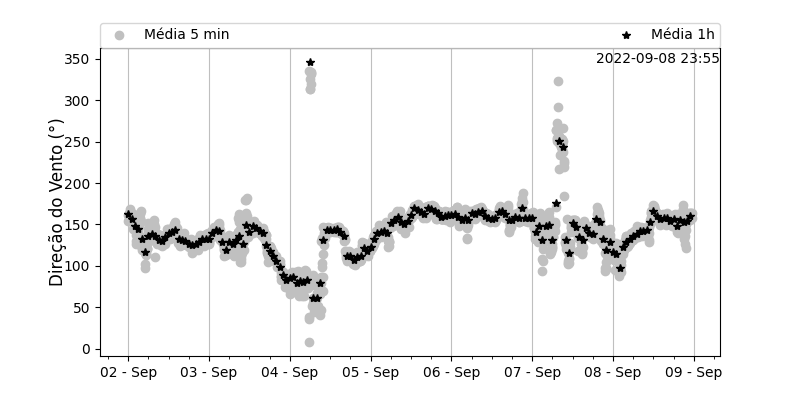 Média 5 min
Média 1h
2022-09-08 23:55
Direção do Vento (°)
350
300
250
200
150
100
50
0
02 - Sep
03 - Sep
04 - Sep
05 - Sep
06 - Sep
07 - Sep
08 - Sep
09 - Sep